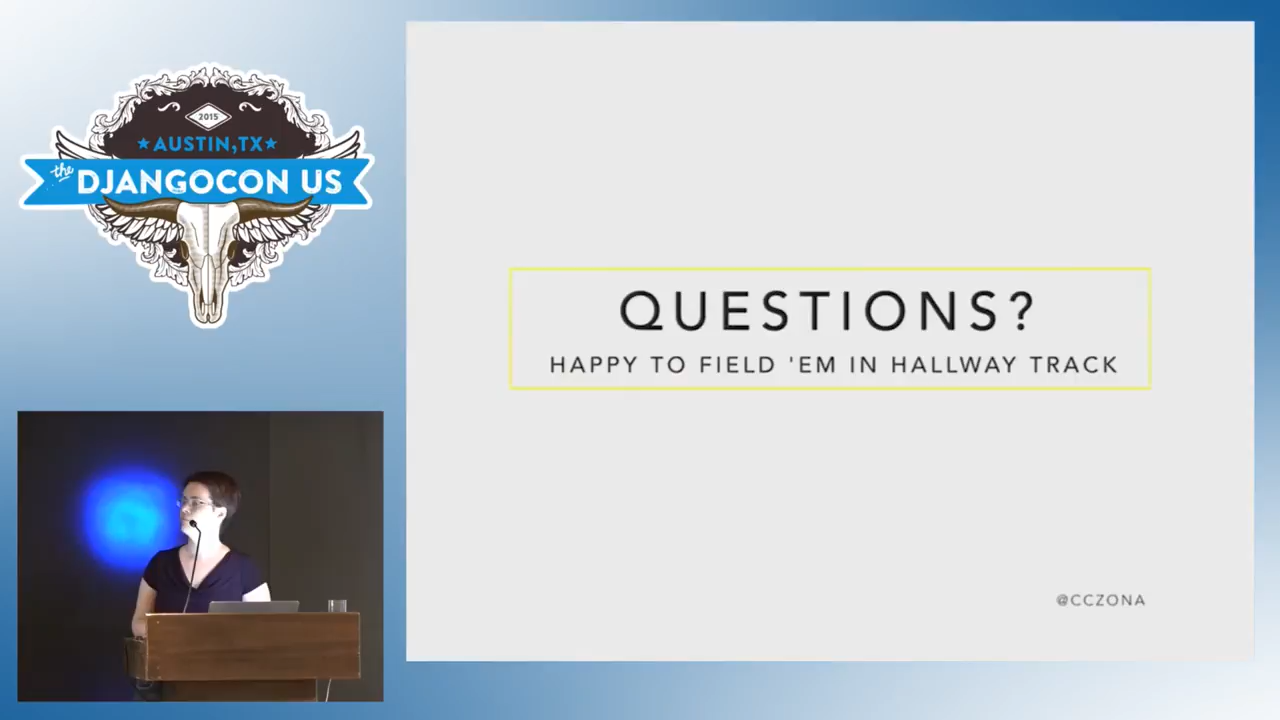 2015
★AUSTIN,TX★
the
DJANGOCON US
QUESTIONS?
HAPPY TO FIELD 'EM IN HALLWAY TRACK
@CCZONA